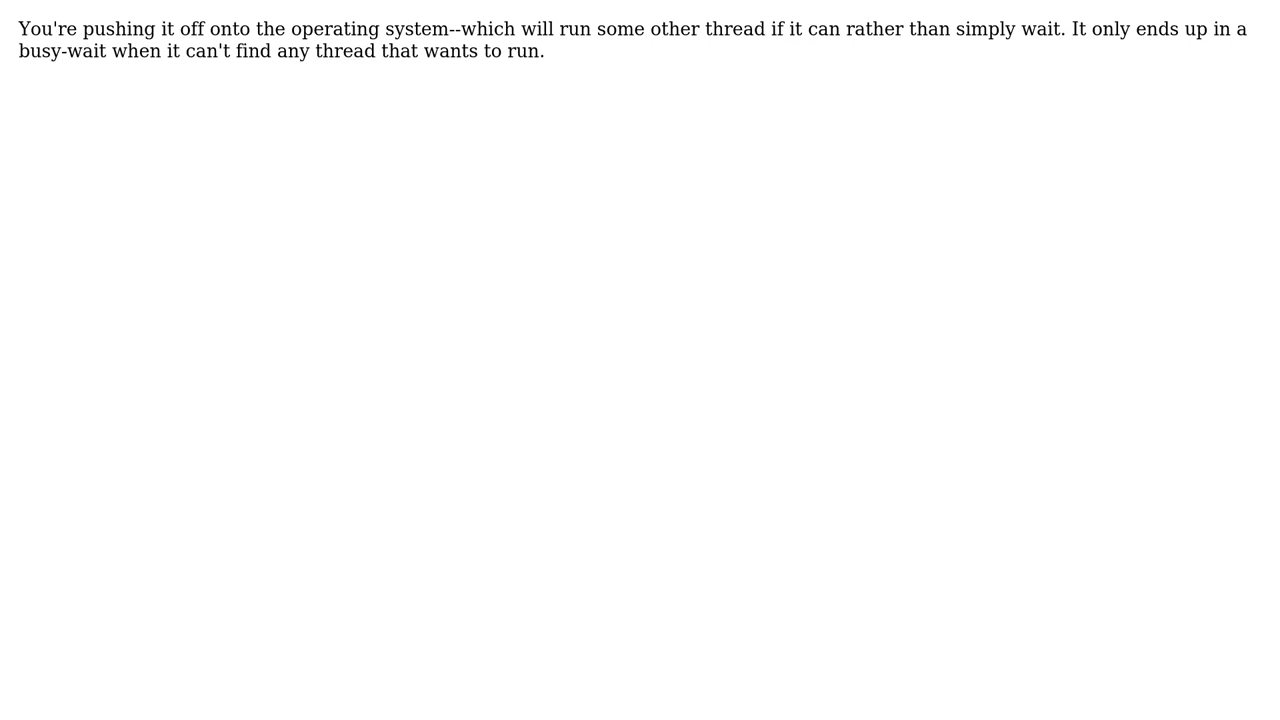 You're pushing it off onto the operating system--which will run some other thread if it can rather than simply wait. It only ends up in a
busy-wait when it can't find any thread that wants to run.